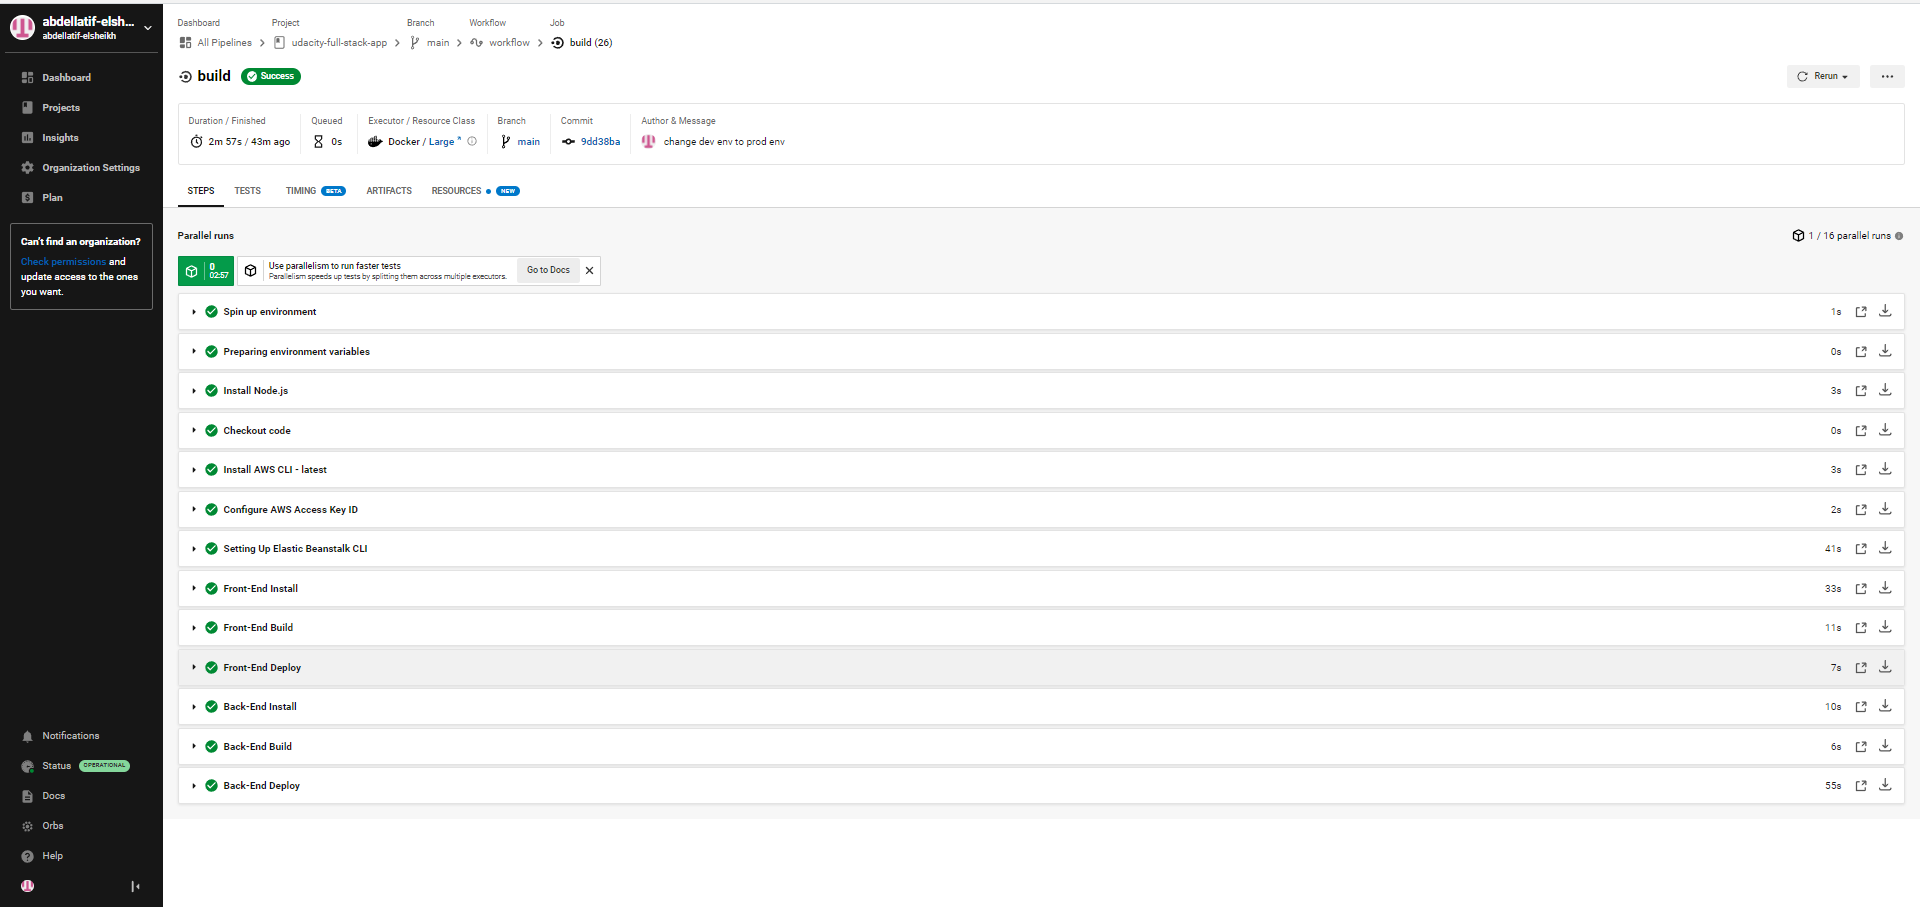 abdellatif-elsh...
abdellatif-elsheikh
Dashboard
Projects
Insights
Organization Settings
Plan
Can't find an organization?
Check permissions and
update access to the ones
you want.
Notifications
Status OPERATIONAL
Docs
Orbs
Help
Dashboard Project Branch Workflow Job
All Pipelines udacity-full-stack-app main workflow build (26)
build Success
Rerun
Duration / Finished Queued Executor / Resource Class Branch Commit Author & Message
2m 57s / 43m ago 0s Docker / Large main 9dd38ba change dev env to prod env
STEPS TESTS TIMING BETA ARTIFACTS RESOURCES NEW
Parallel runs 1 / 16 parallel runs
0
02:57
Use parallelism to run faster tests
Parallelism speeds up tests by splitting them across multiple executors.
Go to Docs
Spin up environment 1s
Preparing environment variables 0s
Install Node.js 3s
Checkout code 0s
Install AWS CLI - latest 3s
Configure AWS Access Key ID 2s
Setting Up Elastic Beanstalk CLI 41s
Front-End Install 33s
Front-End Build 11s
Front-End Deploy 7s
Back-End Install 10s
Back-End Build 6s
Back-End Deploy 55s